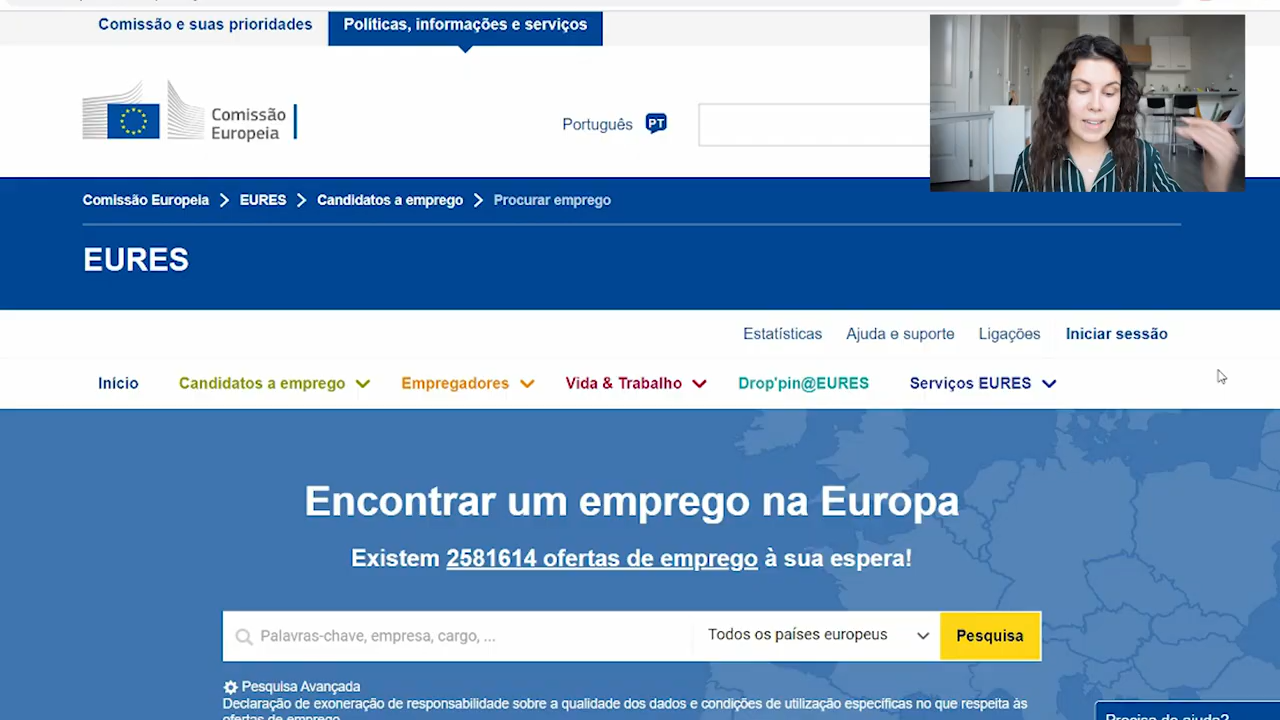 Comissão e suas prioridades
Políticas, informações e serviços
Comissão
Europeia
Português
PT
Comissão Europeia
EURES
Candidatos a emprego
Procurar emprego
EURES
Estatísticas
Ajuda e suporte
Ligações
Iniciar sessão
Início
Candidatos a emprego
Empregadores
Vida & Trabalho
Drop'pin@EURES
Serviços EURES
Encontrar um emprego na Europa
Existem 2581614 ofertas de emprego à sua espera!
Palavras-chave, empresa, cargo, ...
Todos os países europeus
Pesquisa
Pesquisa Avançada
Declaração de exoneração de responsabilidade sobre a qualidade dos dados e condições de utilização específicas no que respeita às
ofertas de emprego
Precisa de ajuda?